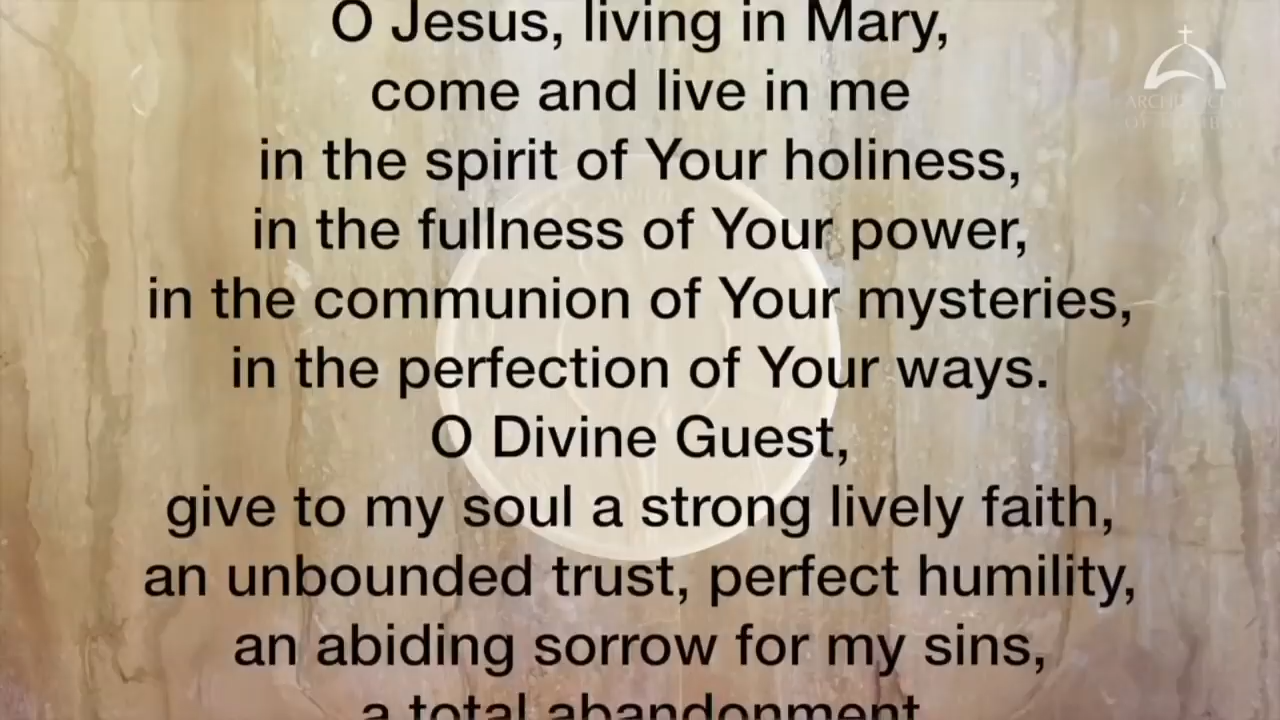 O Jesus, living in Mary,
come and live in me
in the spirit of Your holiness,
in the fullness of Your power,
in the communion of Your mysteries,
in the perfection of Your ways.
O Divine Guest,
give to my soul a strong lively faith,
an unbounded trust, perfect humility,
an abiding sorrow for my sins,
a total abandonment